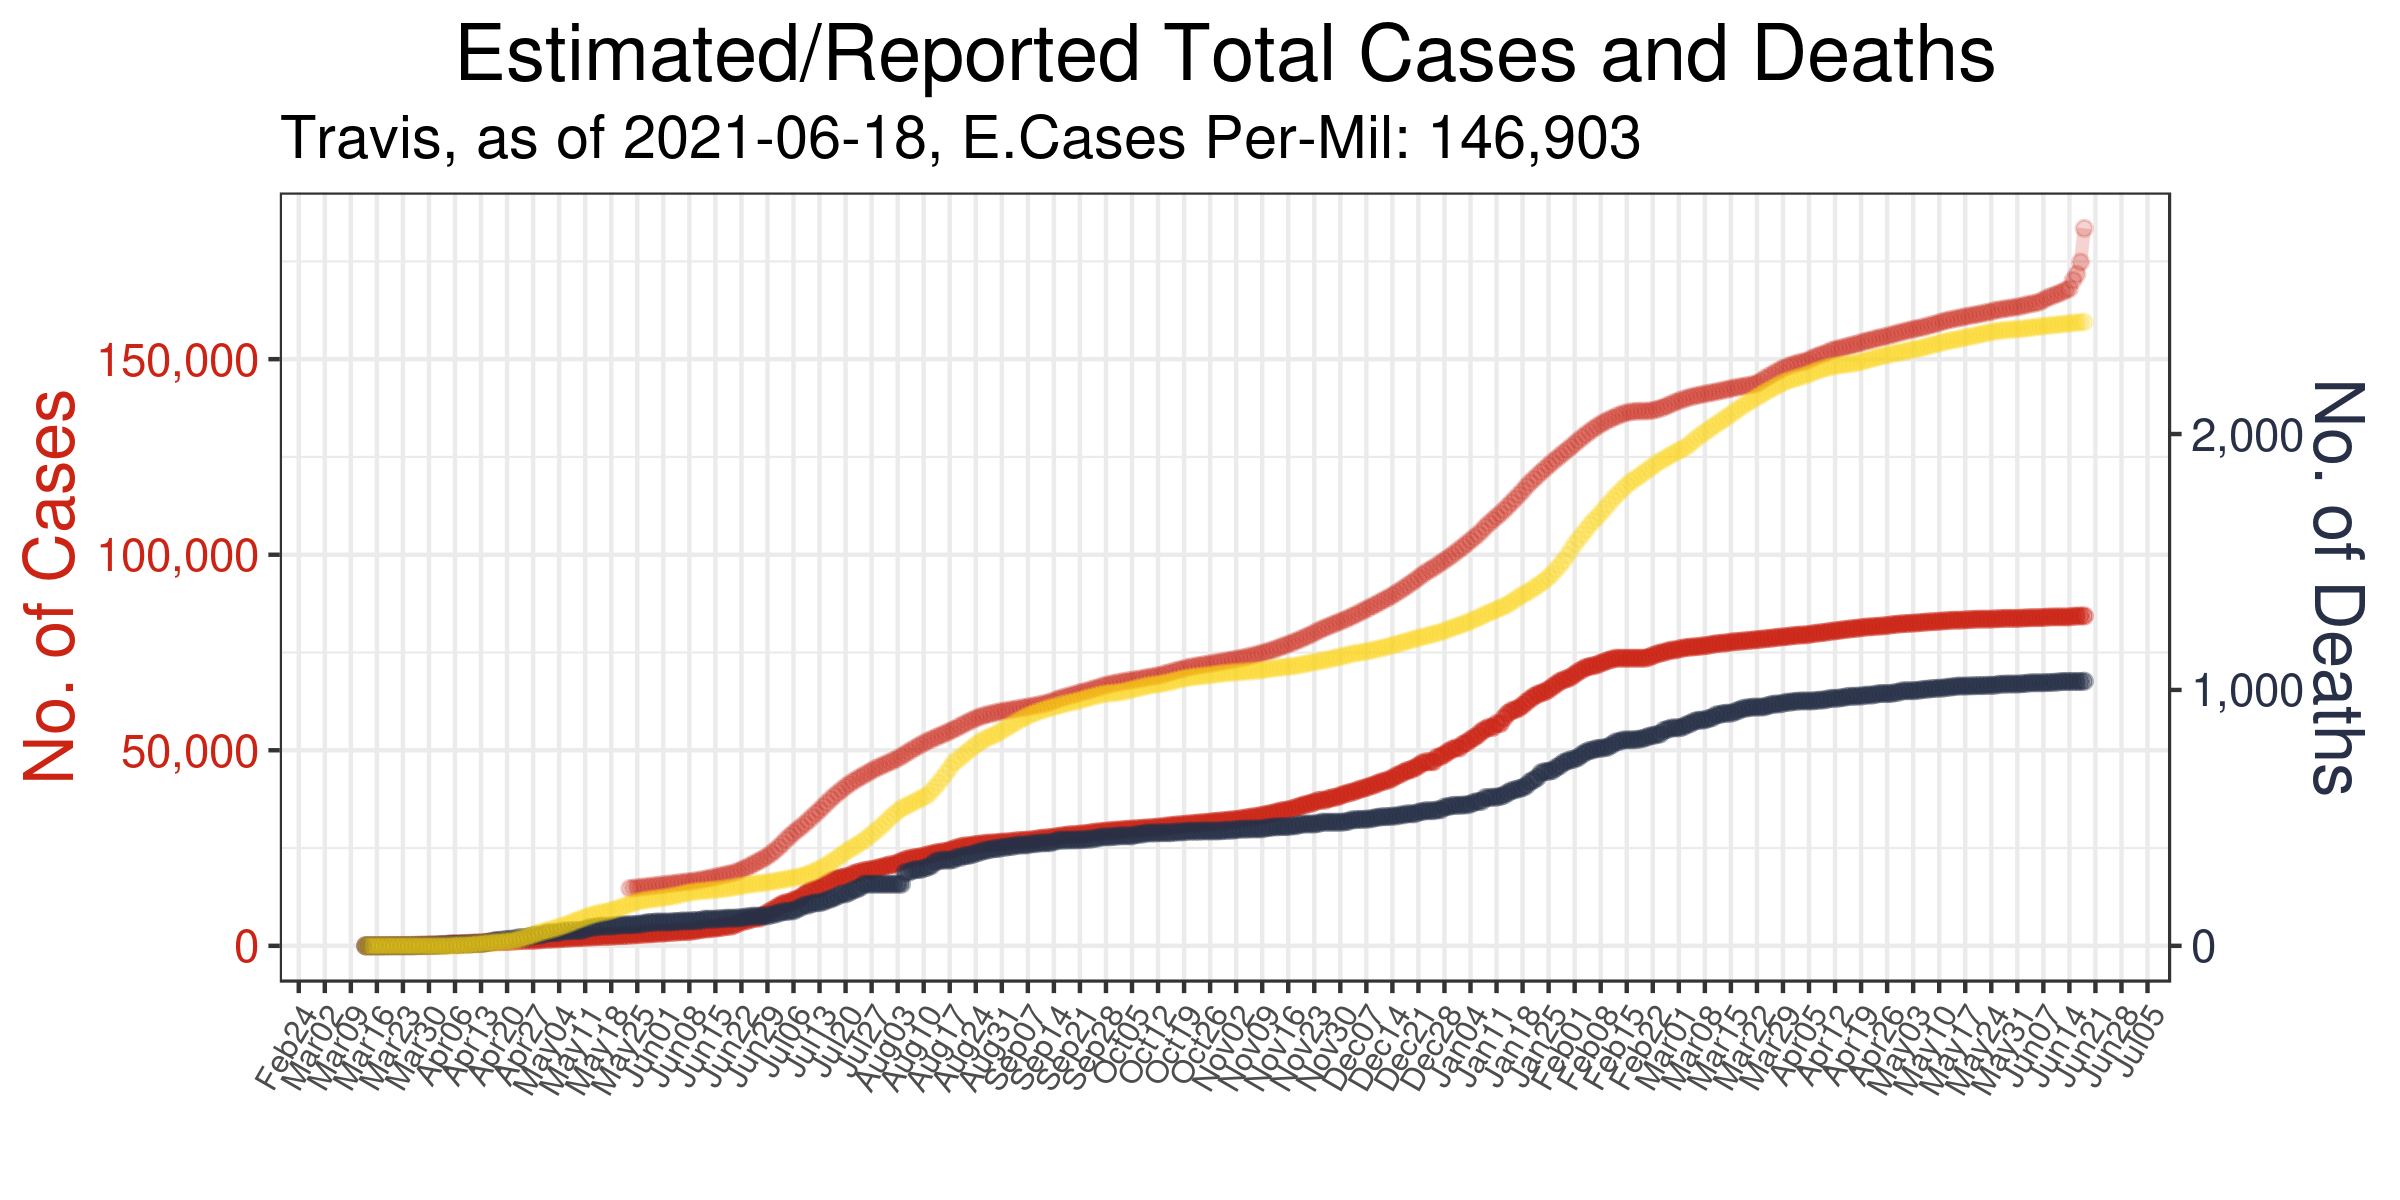 Estimated/Reported Total Cases and Deaths
Travis, as of 2021-06-18, E.Cases Per-Mil: 146,903
No. of Cases
150,000
100,000
50,000
0
No. of Deaths
2,000
1,000
0
Feb24
Mar02
Mar09
Mar16
Mar23
Mar30
Apr06
Apr13
Apr20
Apr27
May04
May11
May18
May25
Jun01
Jun08
Jun15
Jun22
Jun29
Jul06
Jul13
Jul20
Jul27
Aug03
Aug10
Aug17
Aug24
Aug31
Sep07
Sep14
Sep21
Sep28
Oct05
Oct12
Oct19
Oct26
Nov02
Nov09
Nov16
Nov23
Nov30
Dec07
Dec14
Dec21
Dec28
Jan04
Jan11
Jan18
Jan25
Feb01
Feb08
Feb15
Feb22
Mar01
Mar08
Mar15
Mar22
Mar29
Apr05
Apr12
Apr19
Apr26
May03
May10
May17
May24
May31
Jun07
Jun14
Jun21
Jun28
Jul05